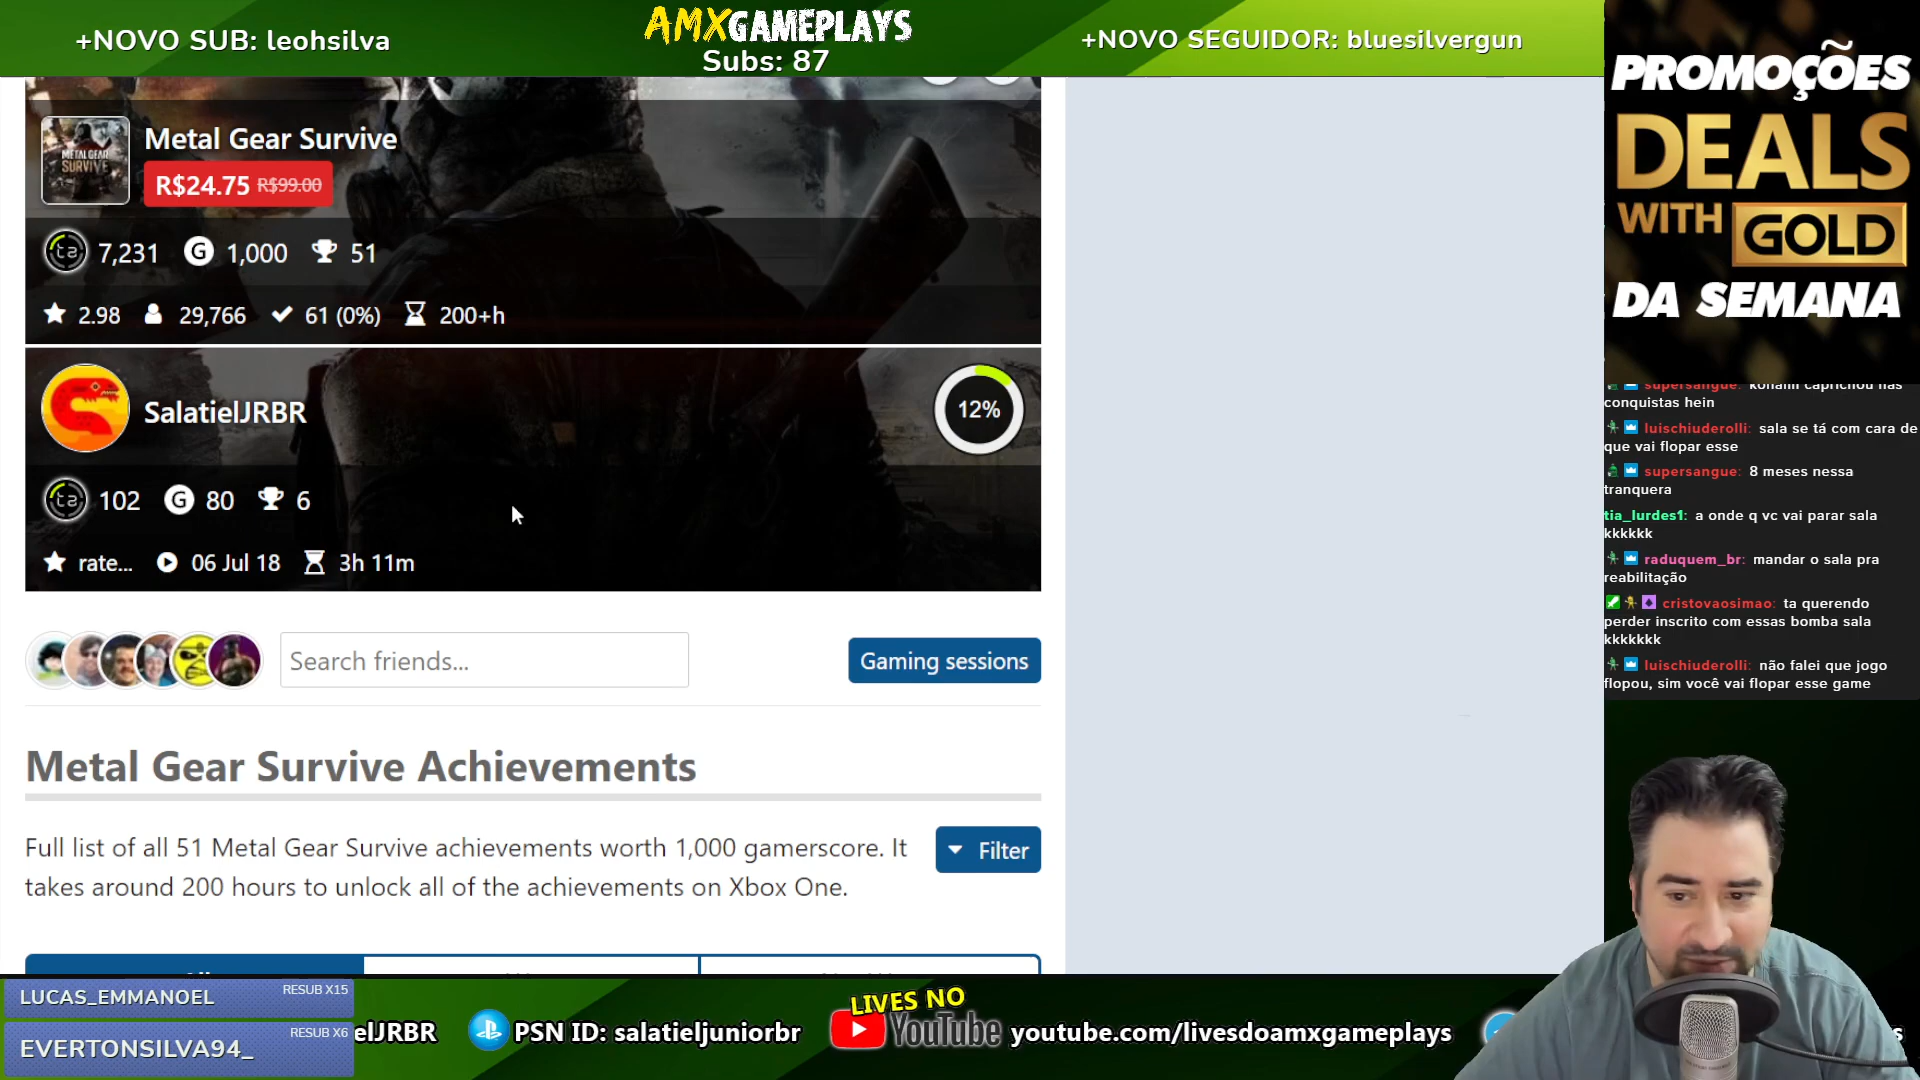 +NOVO SUB: leohsilva
AMXGAMEPLAYS
Subs: 87
+NOVO SEGUIDOR: bluesilvergun
PROMOÇÕES
DEALS
WITH GOLD
DA SEMANA
METAL GEAR
SURVIVE
Metal Gear Survive
R$24.75 R$99.00
7,231 G 1,000 51
2.98 29,766 61 (0%) 200+h
SalatielJRBR
12%
102 G 80 6
rate... 06 Jul 18 3h 11m
Search friends...
Gaming sessions
Metal Gear Survive Achievements
Full list of all 51 Metal Gear Survive achievements worth 1,000 gamerscore. It
takes around 200 hours to unlock all of the achievements on Xbox One.
Filter
supersangue: konami caprichou nas
conquistas hein
luischiuderolli: sala se tá com cara de
que vai flopar esse
supersangue: 8 meses nessa
tranquera
tia_lurdes1: a onde q vc vai parar sala
kkkkkk
raduquem_br: mandar o sala pra
reabilitação
cristovaosimao: ta querendo
perder inscrito com essas bomba sala
kkkkkkk
luischiuderolli: não falei que jogo
flopou, sim você vai flopar esse game
LUCAS_EMMANOEL RESUB X15
EVERTONSILVA94_ RESUB X6
elJRBR
PSN ID: salatieljuniorbr
LIVES NO
YouTube
youtube.com/livesdoamxgameplays